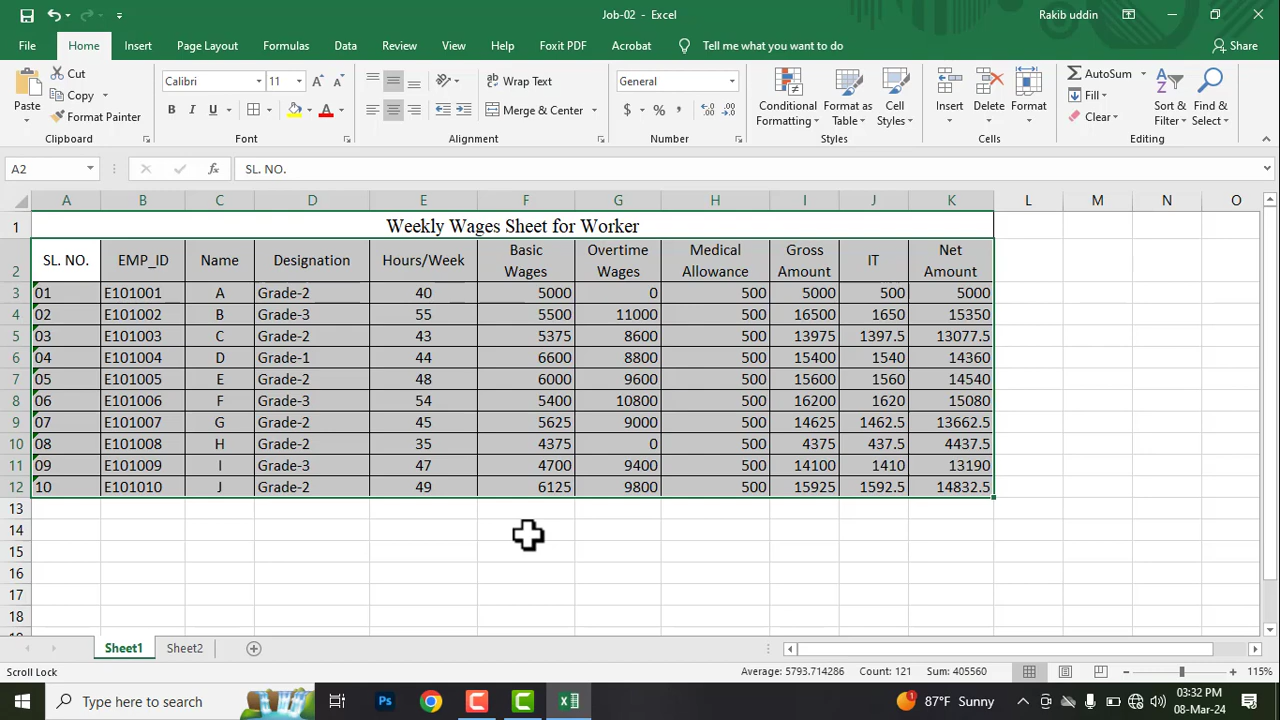 Job-02 - Excel
Rakib uddin
File Home Insert Page Layout Formulas Data Review View Help Foxit PDF Acrobat Tell me what you want to do Share
Paste
Cut
Copy
Format Painter
Clipboard
Calibri 11
B I U
Font
Wrap Text
Merge & Center
Alignment
General
$ % ,
Number
Conditional Formatting
Format as Table
Cell Styles
Styles
Insert Delete Format
Cells
AutoSum
Fill
Clear
Sort & Filter
Find & Select
Editing
A2 fx SL. NO.
A B C D E F G H I J K L M N O
1 Weekly Wages Sheet for Worker
2 SL. NO. EMP_ID Name Designation Hours/Week Basic Wages Overtime Wages Medical Allowance Gross Amount IT Net Amount
3 01 E101001 A Grade-2 40 5000 0 500 5000 500 5000
4 02 E101002 B Grade-3 55 5500 11000 500 16500 1650 15350
5 03 E101003 C Grade-2 43 5375 8600 500 13975 1397.5 13077.5
6 04 E101004 D Grade-1 44 6600 8800 500 15400 1540 14360
7 05 E101005 E Grade-2 48 6000 9600 500 15600 1560 14540
8 06 E101006 F Grade-3 54 5400 10800 500 16200 1620 15080
9 07 E101007 G Grade-2 45 5625 9000 500 14625 1462.5 13662.5
10 08 E101008 H Grade-2 35 4375 0 500 4375 437.5 4437.5
11 09 E101009 I Grade-3 47 4700 9400 500 14100 1410 13190
12 10 E101010 J Grade-2 49 6125 9800 500 15925 1592.5 14832.5
13
14
15
16
17
18
Sheet1 Sheet2
Scroll Lock Average: 5793.714286 Count: 121 Sum: 405560 115%
Type here to search
Ps
87°F Sunny
03:32 PM
08-Mar-24